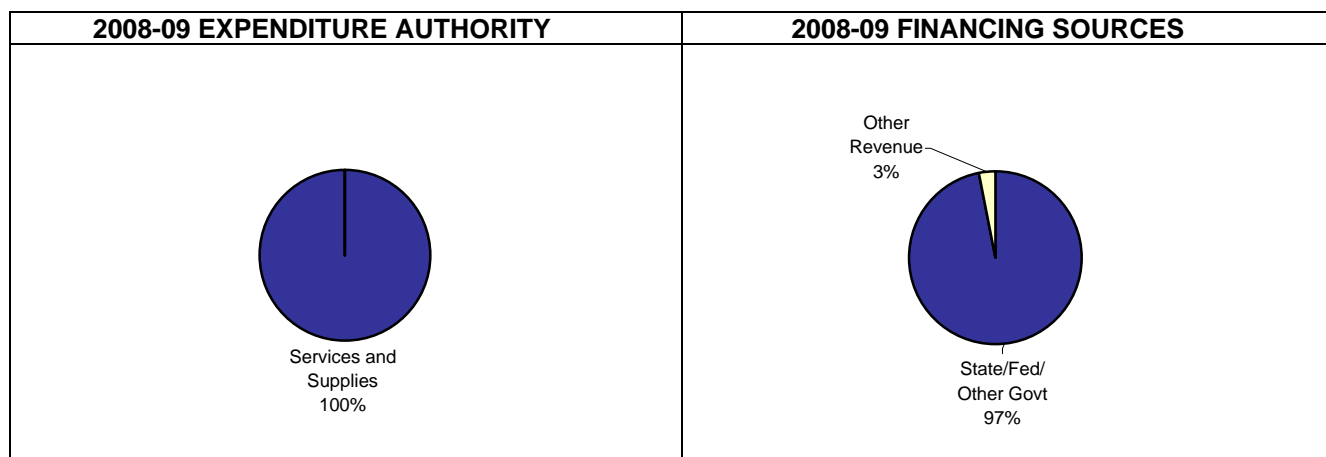 2008-09 EXPENDITURE AUTHORITY
2008-09 FINANCING SOURCES
Services and
Supplies
100%
Other
Revenue
3%
State/Fed/
Other Govt
97%